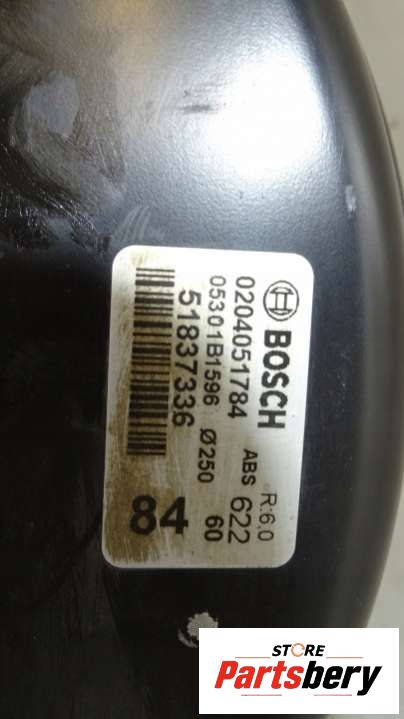 BOSCH R:6,0
0204051784 ABS 622
05301B1596 Ø250 60
51837336
84
STORE
Partsbery